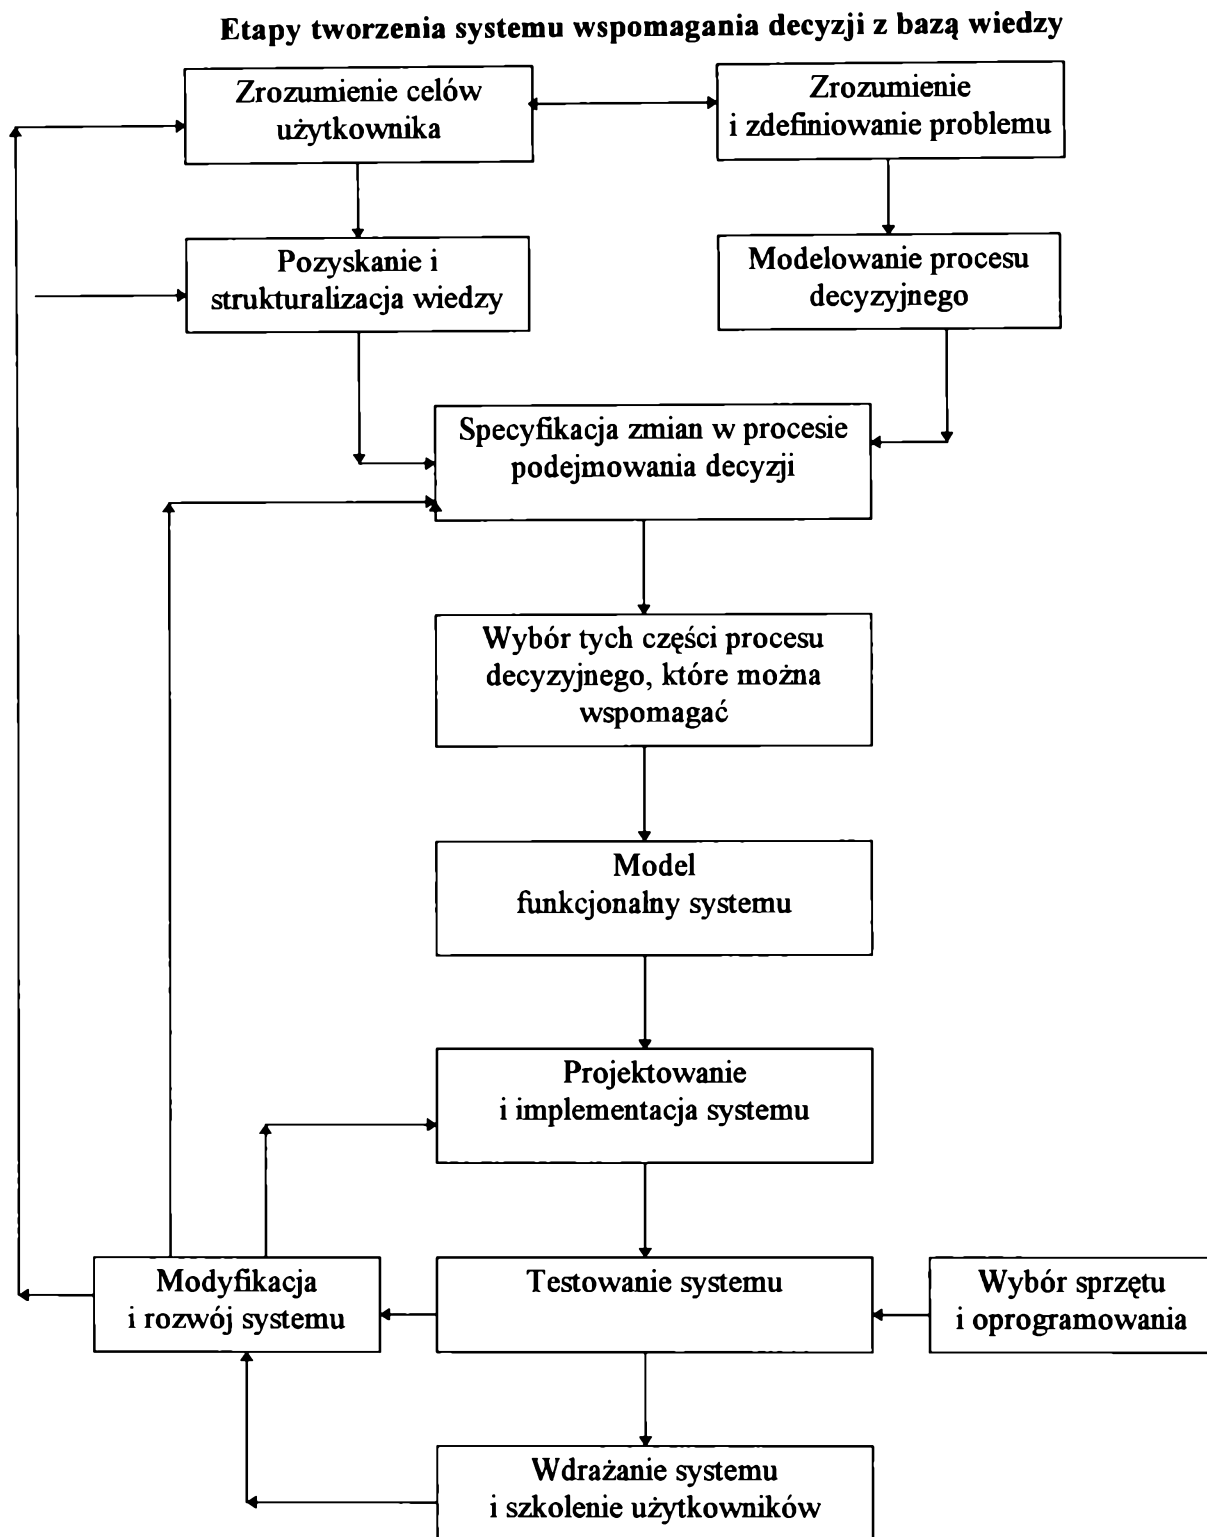 Etapy tworzenia systemu wspomagania decyzji z bazą wiedzy
Zrozumienie celów
użytkownika
Zrozumienie
i zdefiniowanie problemu
Pozyskanie i
strukturalizacja wiedzy
Modelowanie procesu
decyzyjnego
Specyfikacja zmian w procesie
podejmowania decyzji
Wybór tych części procesu
decyzyjnego, które można
wspomagać
Model
funkcjonalny systemu
Projektowanie
i implementacja systemu
Modyfikacja
i rozwój systemu
Testowanie systemu
Wybór sprzętu
i oprogramowania
Wdrażanie systemu
i szkolenie użytkowników